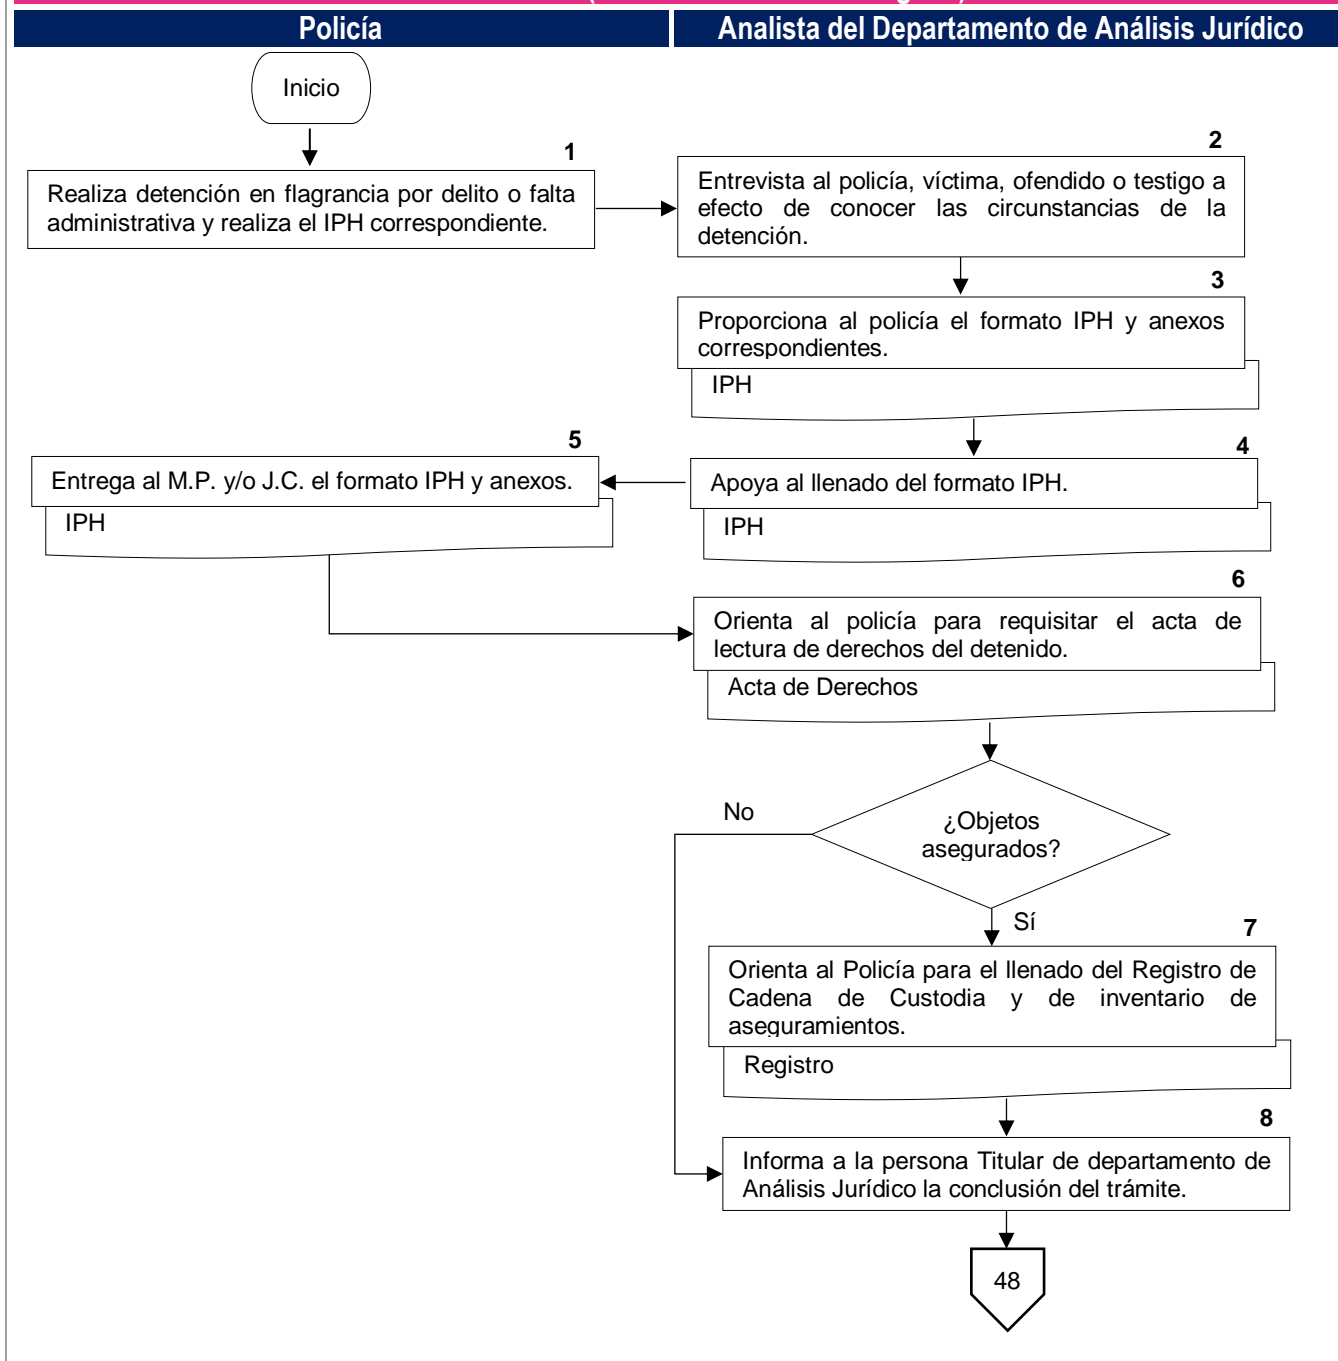 Policía
Analista del Departamento de Análisis Jurídico
Inicio
1
Realiza detención en flagrancia por delito o falta
administrativa y realiza el IPH correspondiente.
2
Entrevista al policía, víctima, ofendido o testigo a
efecto de conocer las circunstancias de la
detención.
3
Proporciona al policía el formato IPH y anexos
correspondientes.
IPH
4
Apoya al llenado del formato IPH.
IPH
5
Entrega al M.P. y/o J.C. el formato IPH y anexos.
IPH
6
Orienta al policía para requisitar el acta de
lectura de derechos del detenido.
Acta de Derechos
¿Objetos
asegurados?
No
Sí
7
Orienta al Policía para el llenado del Registro de
Cadena de Custodia y de inventario de
aseguramientos.
Registro
8
Informa a la persona Titular de departamento de
Análisis Jurídico la conclusión del trámite.
48